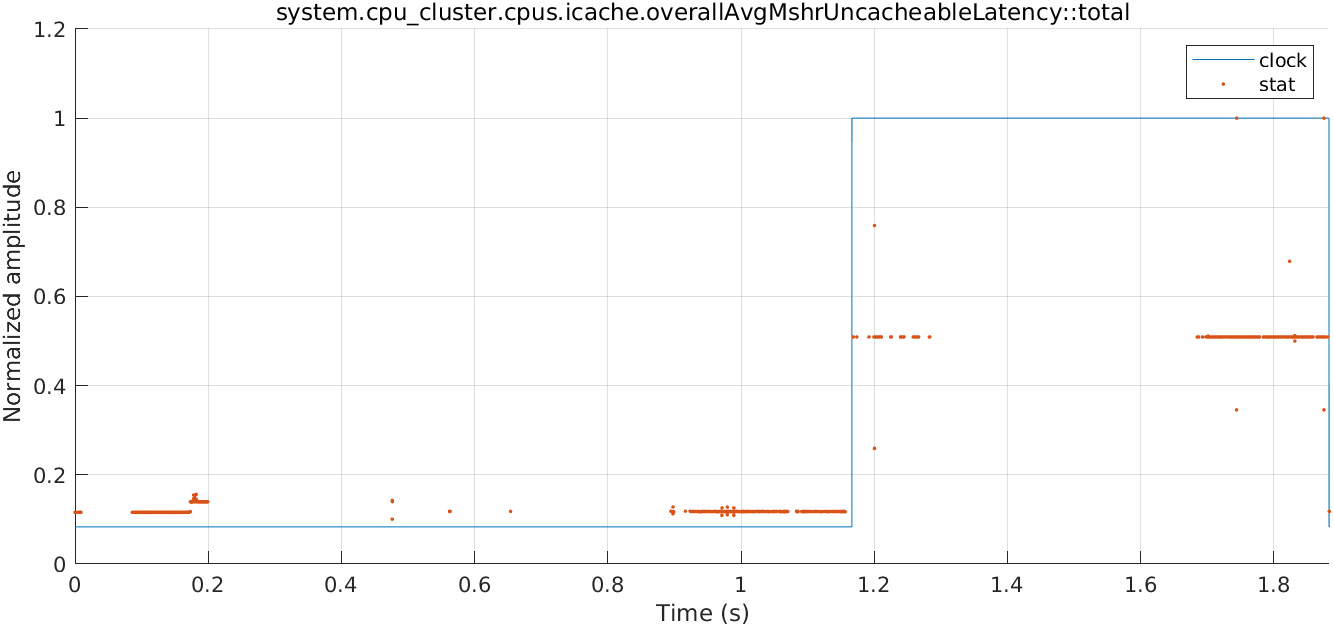 system.cpu_cluster.cpus.icache.overallAvgMshrUncacheableLatency::total
1.2
1
0.8
0.6
0.4
0.2
0
Normalized amplitude
clock
stat
0 0.2 0.4 0.6 0.8 1 1.2 1.4 1.6 1.8
Time (s)